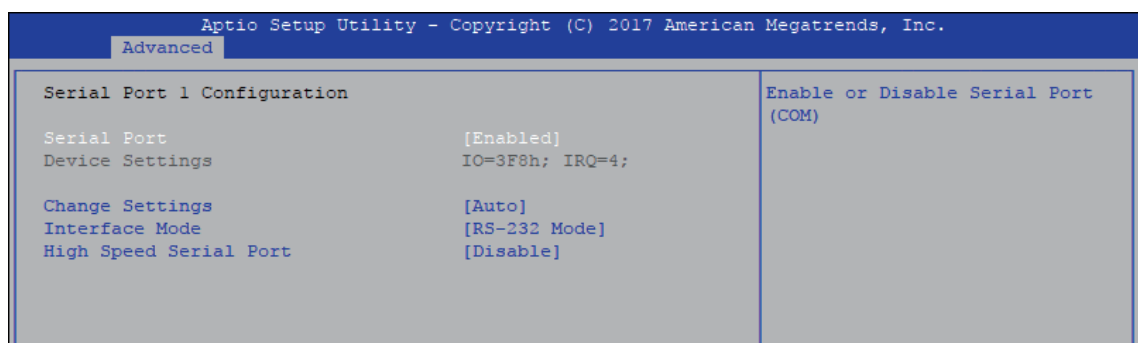 Aptio Setup Utility - Copyright (C) 2017 American Megatrends, Inc.
Advanced
Serial Port 1 Configuration
Serial Port [Enabled]
Device Settings IO=3F8h; IRQ=4;
Change Settings [Auto]
Interface Mode [RS-232 Mode]
High Speed Serial Port [Disable]
Enable or Disable Serial Port
(COM)